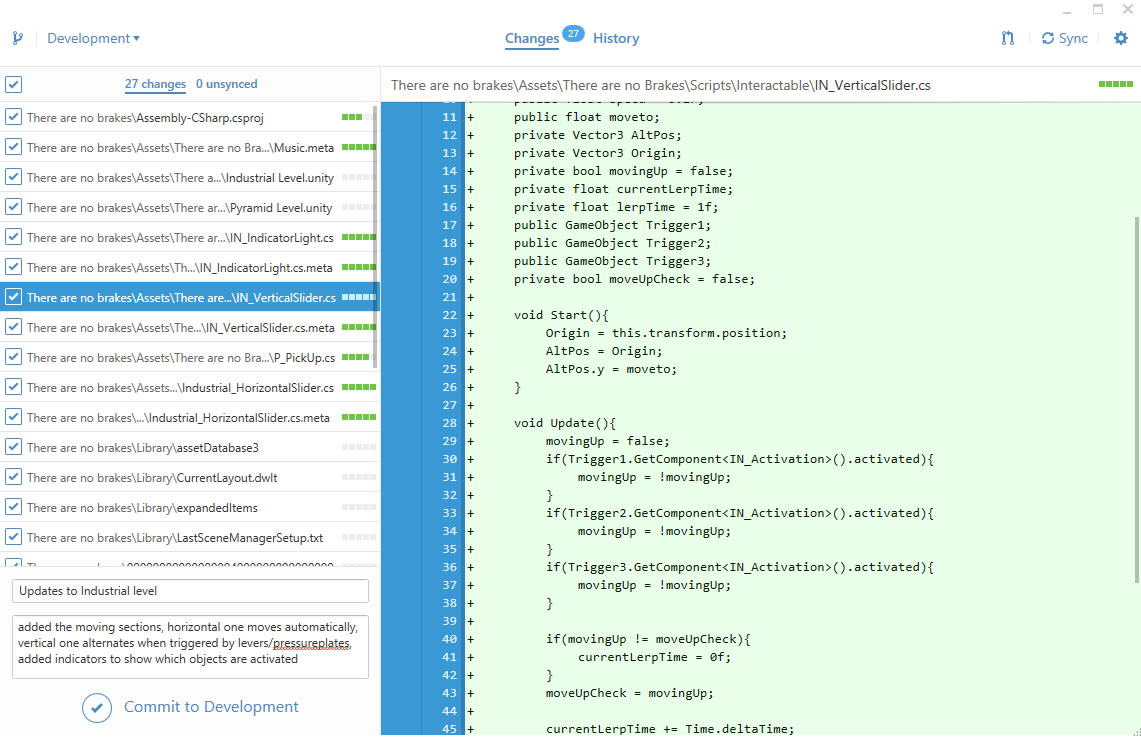 Development
Changes 27 History
Sync
27 changes 0 unsynced
There are no brakes\Assembly-CSharp.csproj
There are no brakes\Assets\There are no Bra...\Music.meta
There are no brakes\Assets\There a...\Industrial Level.unity
There are no brakes\Assets\There ar...\Pyramid Level.unity
There are no brakes\Assets\There ar...\IN_IndicatorLight.cs
There are no brakes\Assets\Th...\IN_IndicatorLight.cs.meta
There are no brakes\Assets\There are...\IN_VerticalSlider.cs
There are no brakes\Assets\The...\IN_VerticalSlider.cs.meta
There are no brakes\Assets\There are no Bra...\P_PickUp.cs
There are no brakes\Assets...\Industrial_HorizontalSlider.cs
There are no brakes\...\Industrial_HorizontalSlider.cs.meta
There are no brakes\Library\assetDatabase3
There are no brakes\Library\CurrentLayout.dwlt
There are no brakes\Library\expandedItems
There are no brakes\Library\LastSceneManagerSetup.txt
Updates to Industrial level
added the moving sections, horizontal one moves automatically,
vertical one alternates when triggered by levers/pressureplates,
added indicators to show which objects are activated
Commit to Development
There are no brakes\Assets\There are no Brakes\Scripts\Interactable\IN_VerticalSlider.cs
11 + public float moveto;
12 + private Vector3 AltPos;
13 + private Vector3 Origin;
14 + private bool movingUp = false;
15 + private float currentLerpTime;
16 + private float lerpTime = 1f;
17 + public GameObject Trigger1;
18 + public GameObject Trigger2;
19 + public GameObject Trigger3;
20 + private bool moveUpCheck = false;
21 +
22 + void Start(){
23 + Origin = this.transform.position;
24 + AltPos = Origin;
25 + AltPos.y = moveto;
26 + }
27 +
28 + void Update(){
29 + movingUp = false;
30 + if(Trigger1.GetComponent<IN_Activation>().activated){
31 + movingUp = !movingUp;
32 + }
33 + if(Trigger2.GetComponent<IN_Activation>().activated){
34 + movingUp = !movingUp;
35 + }
36 + if(Trigger3.GetComponent<IN_Activation>().activated){
37 + movingUp = !movingUp;
38 + }
39 +
40 + if(movingUp != moveUpCheck){
41 + currentLerpTime = 0f;
42 + }
43 + moveUpCheck = movingUp;
44 +
45 + currentLerpTime += Time.deltaTime;